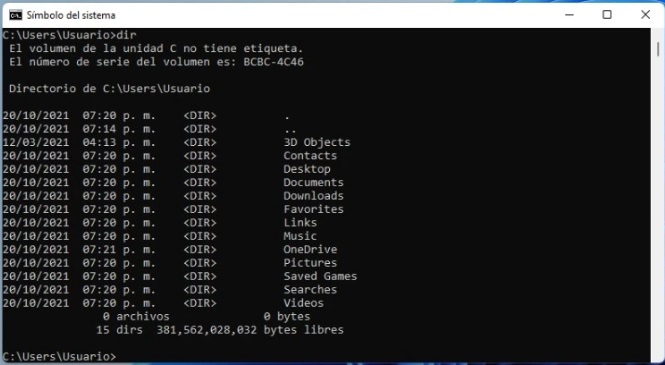 Símbolo del sistema
C:\Users\Usuario>dir
 El volumen de la unidad C no tiene etiqueta.
 El número de serie del volumen es: BCBC-4C46

 Directorio de C:\Users\Usuario

20/10/2021  07:20 p. m.    <DIR>          .
20/10/2021  07:14 p. m.    <DIR>          ..
12/03/2021  04:13 p. m.    <DIR>          3D Objects
20/10/2021  07:20 p. m.    <DIR>          Contacts
20/10/2021  07:20 p. m.    <DIR>          Desktop
20/10/2021  07:20 p. m.    <DIR>          Documents
20/10/2021  07:20 p. m.    <DIR>          Downloads
20/10/2021  07:20 p. m.    <DIR>          Favorites
20/10/2021  07:20 p. m.    <DIR>          Links
20/10/2021  07:20 p. m.    <DIR>          Music
20/10/2021  07:21 p. m.    <DIR>          OneDrive
20/10/2021  07:20 p. m.    <DIR>          Pictures
20/10/2021  07:20 p. m.    <DIR>          Saved Games
20/10/2021  07:20 p. m.    <DIR>          Searches
20/10/2021  07:20 p. m.    <DIR>          Videos
               0 archivos              0 bytes
              15 dirs  381,562,028,032 bytes libres

C:\Users\Usuario>